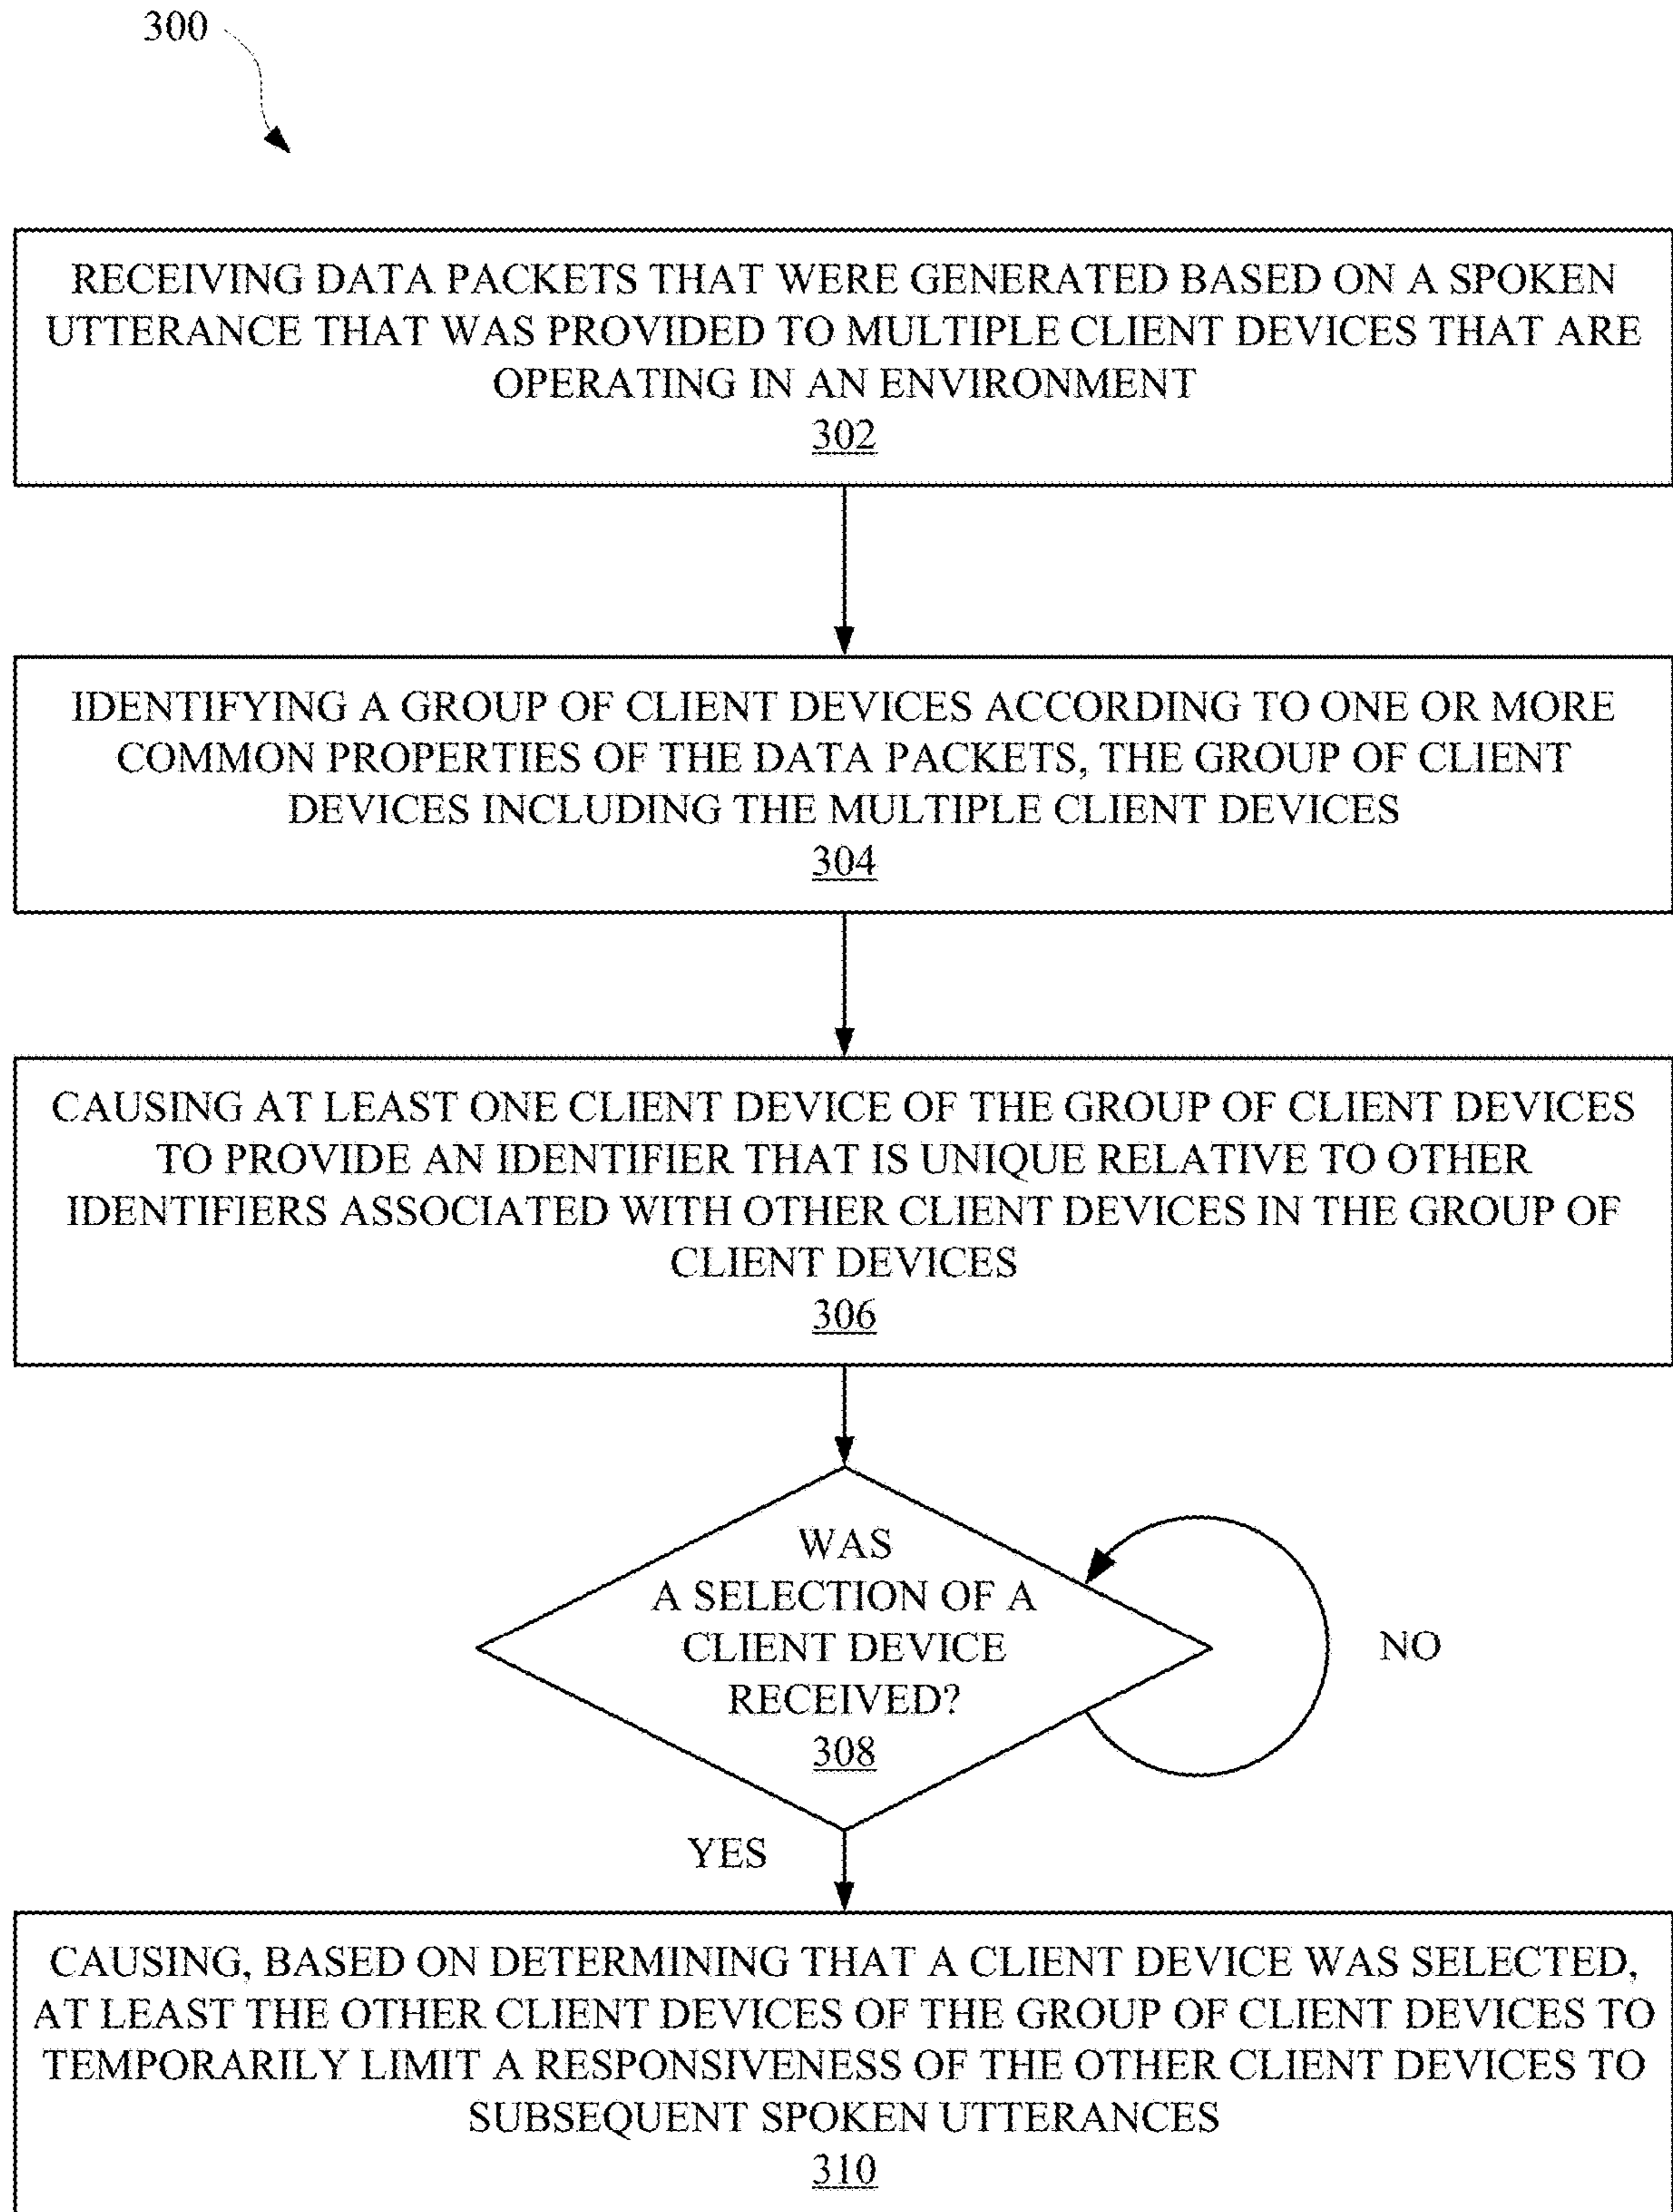 300
RECEIVING DATA PACKETS THAT WERE GENERATED BASED ON A SPOKEN
UTTERANCE THAT WAS PROVIDED TO MULTIPLE CLIENT DEVICES THAT ARE
OPERATING IN AN ENVIRONMENT
302
IDENTIFYING A GROUP OF CLIENT DEVICES ACCORDING TO ONE OR MORE
COMMON PROPERTIES OF THE DATA PACKETS, THE GROUP OF CLIENT
DEVICES INCLUDING THE MULTIPLE CLIENT DEVICES
304
CAUSING AT LEAST ONE CLIENT DEVICE OF THE GROUP OF CLIENT DEVICES
TO PROVIDE AN IDENTIFIER THAT IS UNIQUE RELATIVE TO OTHER
IDENTIFIERS ASSOCIATED WITH OTHER CLIENT DEVICES IN THE GROUP OF
CLIENT DEVICES
306
WAS
A SELECTION OF A
CLIENT DEVICE
RECEIVED?
308
NO
YES
CAUSING, BASED ON DETERMINING THAT A CLIENT DEVICE WAS SELECTED,
AT LEAST THE OTHER CLIENT DEVICES OF THE GROUP OF CLIENT DEVICES TO
TEMPORARILY LIMIT A RESPONSIVENESS OF THE OTHER CLIENT DEVICES TO
SUBSEQUENT SPOKEN UTTERANCES
310